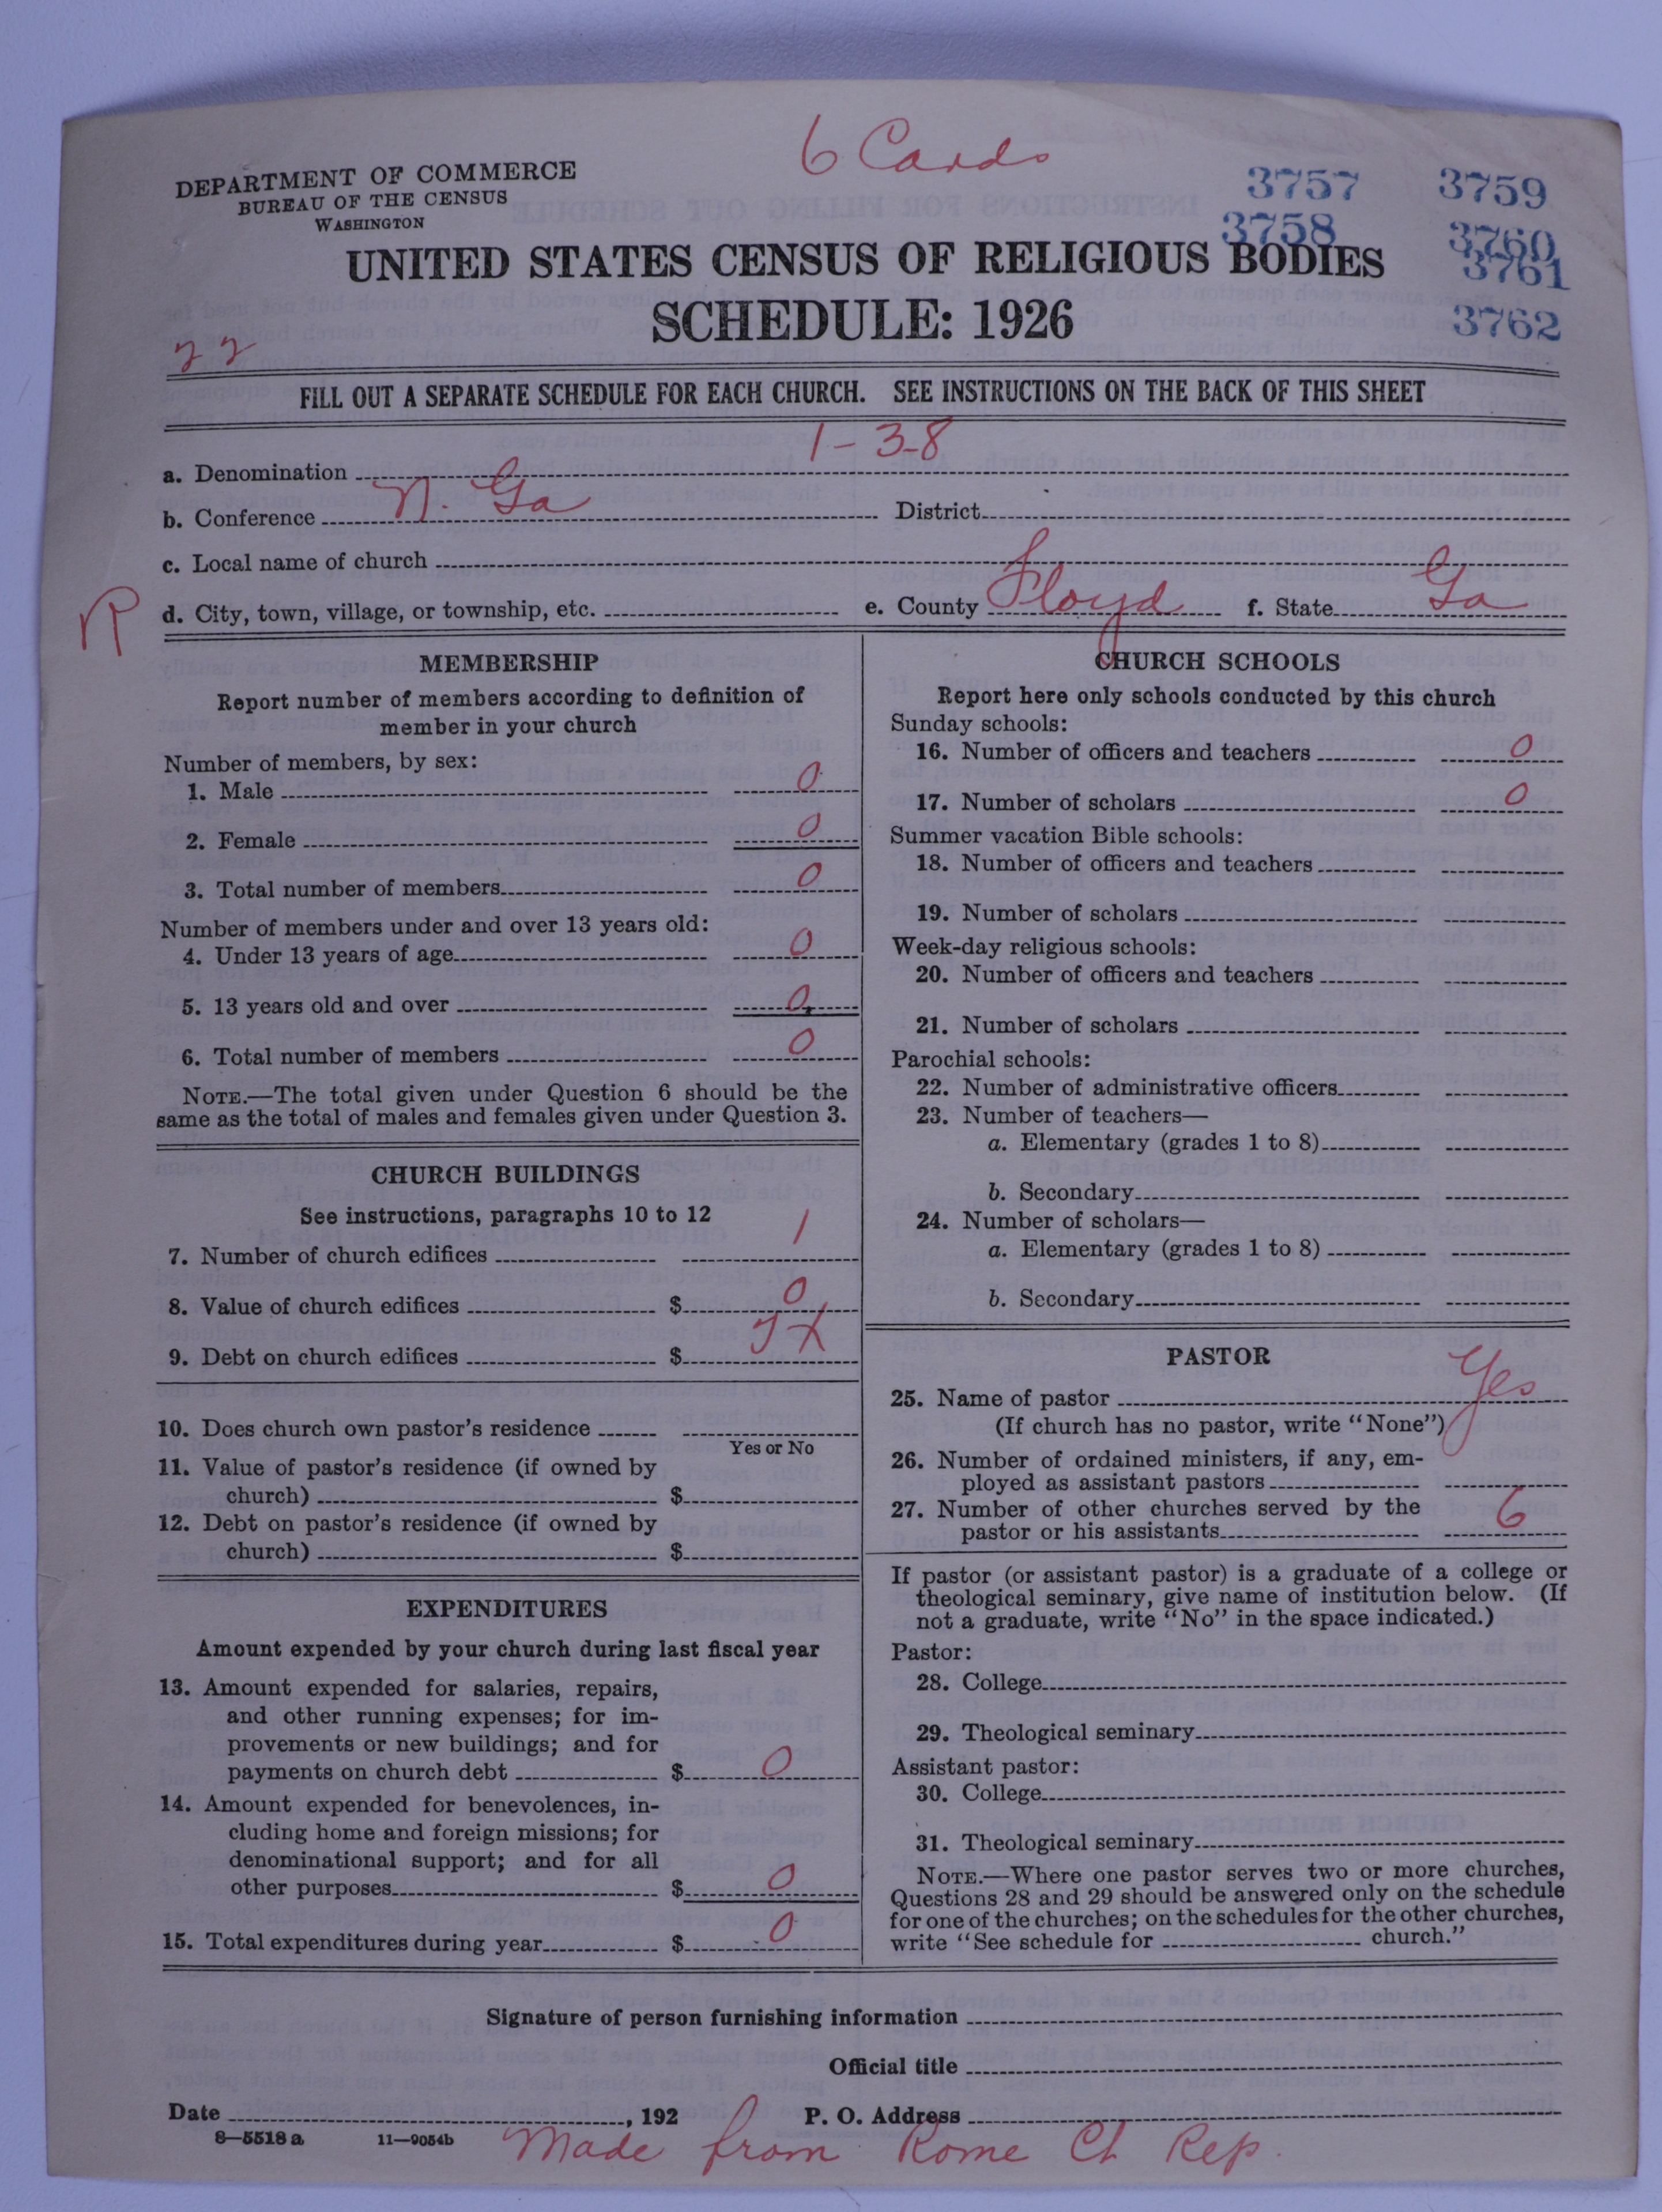 6 Cards
DEPARTMENT OF COMMERCE
BUREAU OF THE CENSUS
WASHINGTON
3757 3759
3758 3760
3761
3762
UNITED STATES CENSUS OF RELIGIOUS BODIES
SCHEDULE: 1926
22
FILL OUT A SEPARATE SCHEDULE FOR EACH CHURCH. SEE INSTRUCTIONS ON THE BACK OF THIS SHEET
a. Denomination 1-38
b. Conference N. Ga District
c. Local name of church
R
d. City, town, village, or township, etc. e. County Floyd f. State Ga
MEMBERSHIP
Report number of members according to definition of
member in your church
Number of members, by sex:
1. Male 0
2. Female 0
3. Total number of members 0
Number of members under and over 13 years old:
4. Under 13 years of age 0
5. 13 years old and over 0
6. Total number of members 0
NOTE.—The total given under Question 6 should be the
same as the total of males and females given under Question 3.
CHURCH BUILDINGS
See instructions, paragraphs 10 to 12
7. Number of church edifices 1
8. Value of church edifices $ 0
9. Debt on church edifices $
10. Does church own pastor's residence
Yes or No
11. Value of pastor's residence (if owned by
church) $
12. Debt on pastor's residence (if owned by
church) $
EXPENDITURES
Amount expended by your church during last fiscal year
13. Amount expended for salaries, repairs,
and other running expenses; for im-
provements or new buildings; and for
payments on church debt $ 0
14. Amount expended for benevolences, in-
cluding home and foreign missions; for
denominational support; and for all
other purposes $ 0
15. Total expenditures during year $ 0
CHURCH SCHOOLS
Report here only schools conducted by this church
Sunday schools:
16. Number of officers and teachers 0
17. Number of scholars 0
Summer vacation Bible schools:
18. Number of officers and teachers
19. Number of scholars
Week-day religious schools:
20. Number of officers and teachers
21. Number of scholars
Parochial schools:
22. Number of administrative officers
23. Number of teachers—
a. Elementary (grades 1 to 8)
b. Secondary
24. Number of scholars—
a. Elementary (grades 1 to 8)
b. Secondary
PASTOR
25. Name of pastor Yes
(If church has no pastor, write "None")
26. Number of ordained ministers, if any, em-
ployed as assistant pastors
27. Number of other churches served by the
pastor or his assistants 6
If pastor (or assistant pastor) is a graduate of a college or
theological seminary, give name of institution below. (If
not a graduate, write "No" in the space indicated.)
Pastor:
28. College
29. Theological seminary
Assistant pastor:
30. College
31. Theological seminary
NOTE.—Where one pastor serves two or more churches,
Questions 28 and 29 should be answered only on the schedule
for one of the churches; on the schedules for the other churches,
write "See schedule for church."
Signature of person furnishing information
Official title
Date , 192 P. O. Address
8—5518 a 11—9054b
Made from Rome Ch Rep.